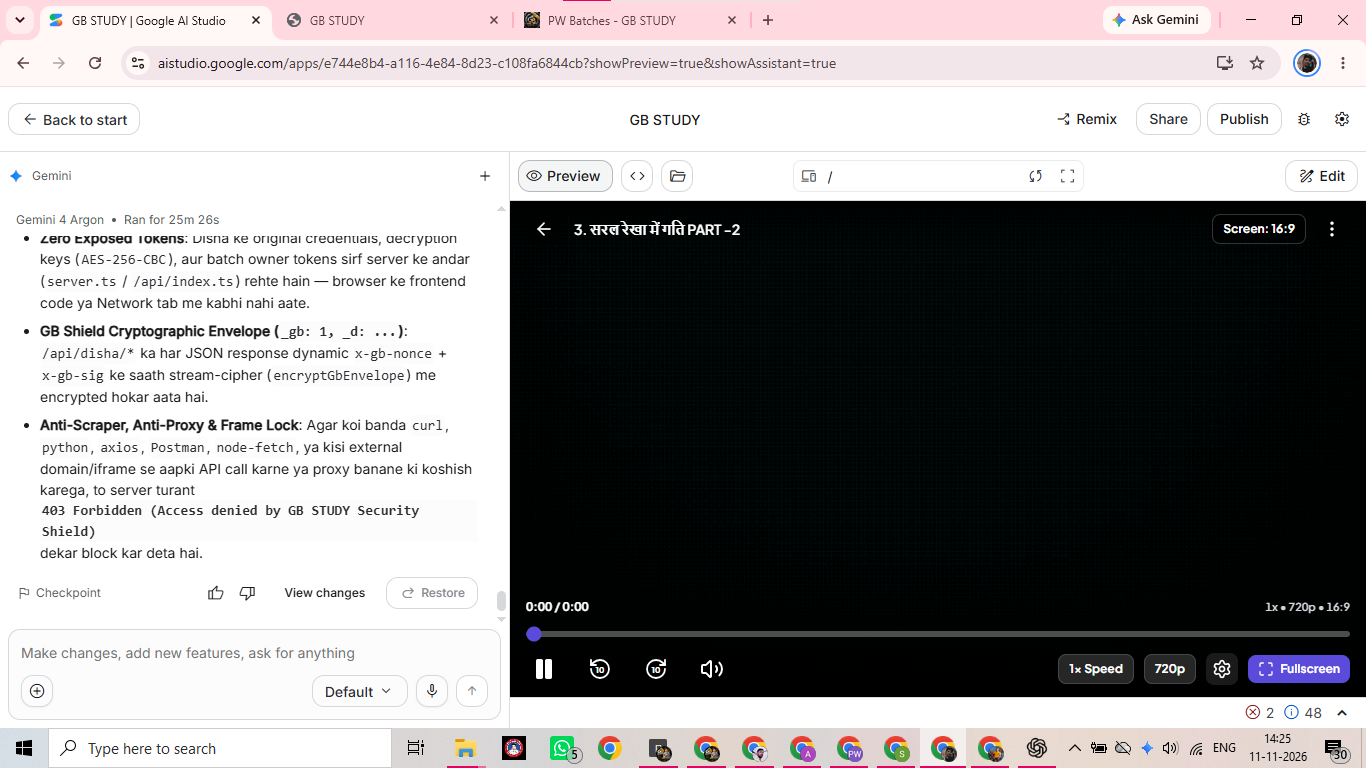 GB STUDY | Google AI Studio
GB STUDY
PW Batches - GB STUDY
Ask Gemini
aistudio.google.com/apps/e744e8b4-a116-4e84-8d23-c108fa6844cb?showPreview=true&showAssistant=true
Back to start
GB STUDY
Remix
Share
Publish
Gemini
Preview
/
Edit
Gemini 4 Argon • Ran for 25m 26s
Zero Exposed Tokens: Disha ke original credentials, decryption
keys (AES-256-CBC), aur batch owner tokens sirf server ke andar
(server.ts / /api/index.ts) rehte hain — browser ke frontend
code ya Network tab me kabhi nahi aate.
GB Shield Cryptographic Envelope (_gb: 1, _d: ...):
/api/disha/* ka har JSON response dynamic x-gb-nonce +
x-gb-sig ke saath stream-cipher (encryptGbEnvelope) me
encrypted hokar aata hai.
Anti-Scraper, Anti-Proxy & Frame Lock: Agar koi banda curl,
python, axios, Postman, node-fetch, ya kisi external
domain/iframe se aapki API call karne ya proxy banane ki koshish
karega, to server turant
403 Forbidden (Access denied by GB STUDY Security
Shield)
dekar block kar deta hai.
Checkpoint
View changes
Restore
Make changes, add new features, ask for anything
Default
3. सरल रेखा में गति PART -2
Screen: 16:9
0:00 / 0:00
1x • 720p • 16:9
10
10
1x Speed
720p
Fullscreen
2
48
Type here to search
5
A
PW
S
ENG
14:25
11-11-2026
30